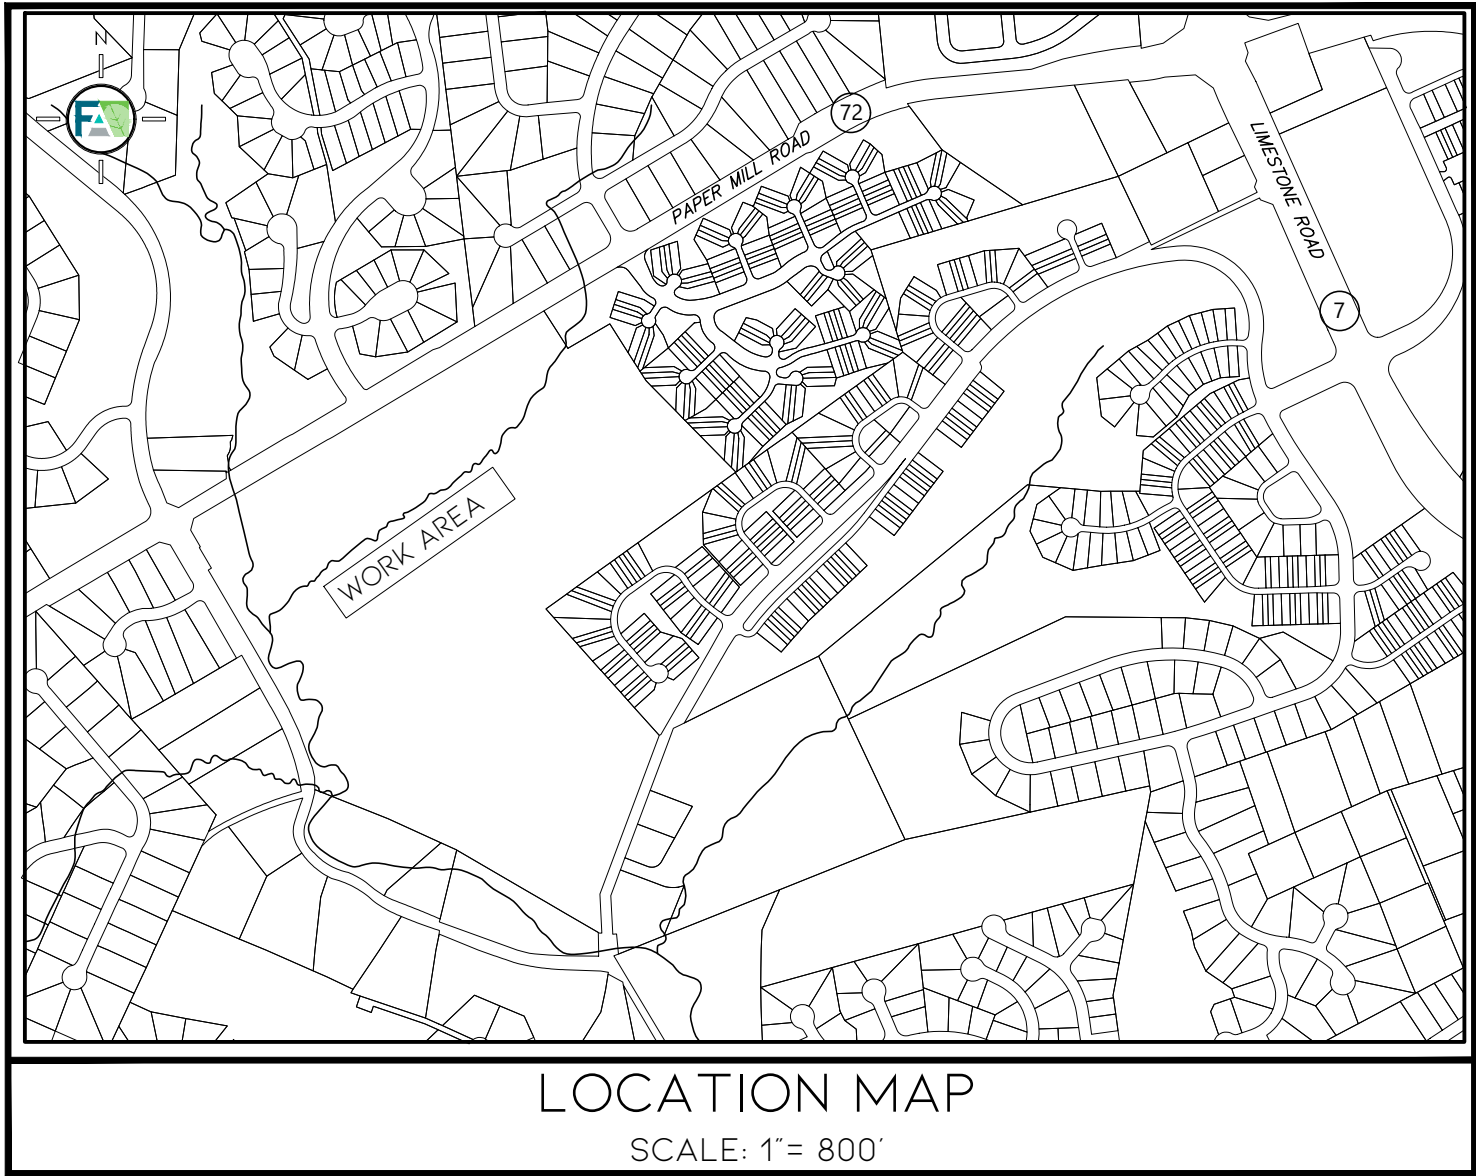 N
FA
72
PAPER MILL ROAD
LIMESTONE ROAD
7
WORK AREA
LOCATION MAP
SCALE: 1"= 800'